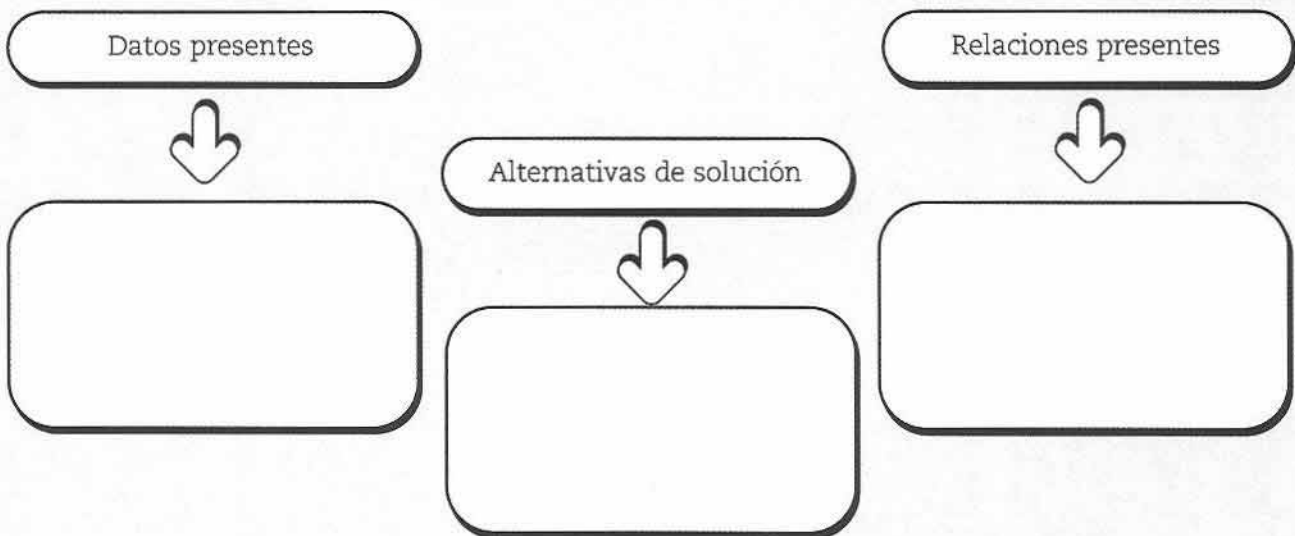 Datos presentes
Relaciones presentes
Alternativas de solución